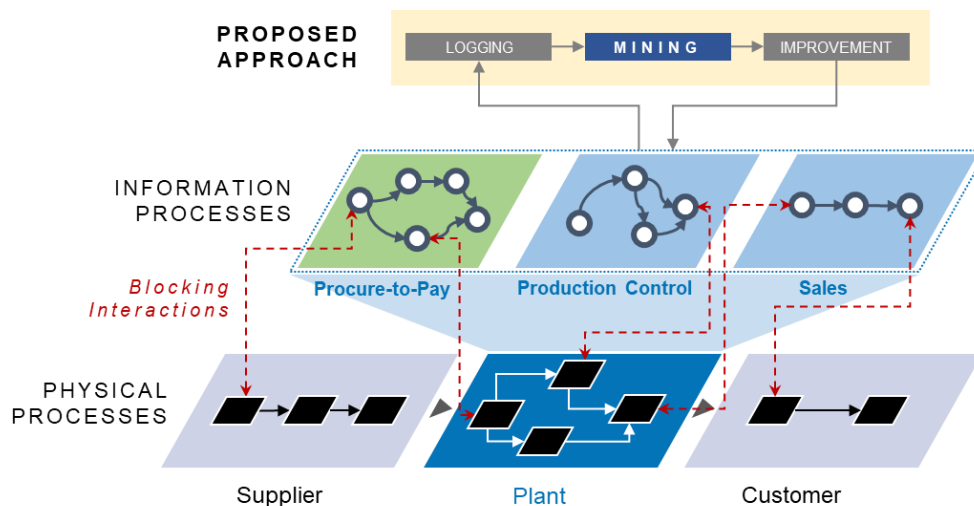 PROPOSED
APPROACH
LOGGING
MINING
IMPROVEMENT
INFORMATION
PROCESSES
Procure-to-Pay
Production Control
Sales
Blocking
Interactions
PHYSICAL
PROCESSES
Supplier
Plant
Customer